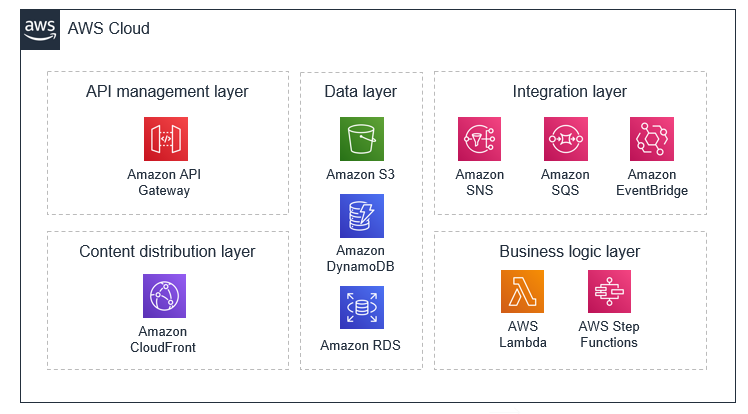 aws
AWS Cloud
API management layer
Amazon API
Gateway
Content distribution layer
Amazon
CloudFront
Data layer
Amazon S3
Amazon
DynamoDB
Amazon RDS
Integration layer
Amazon
SNS
Amazon
SQS
Amazon
EventBridge
Business logic layer
AWS
Lambda
AWS Step
Functions